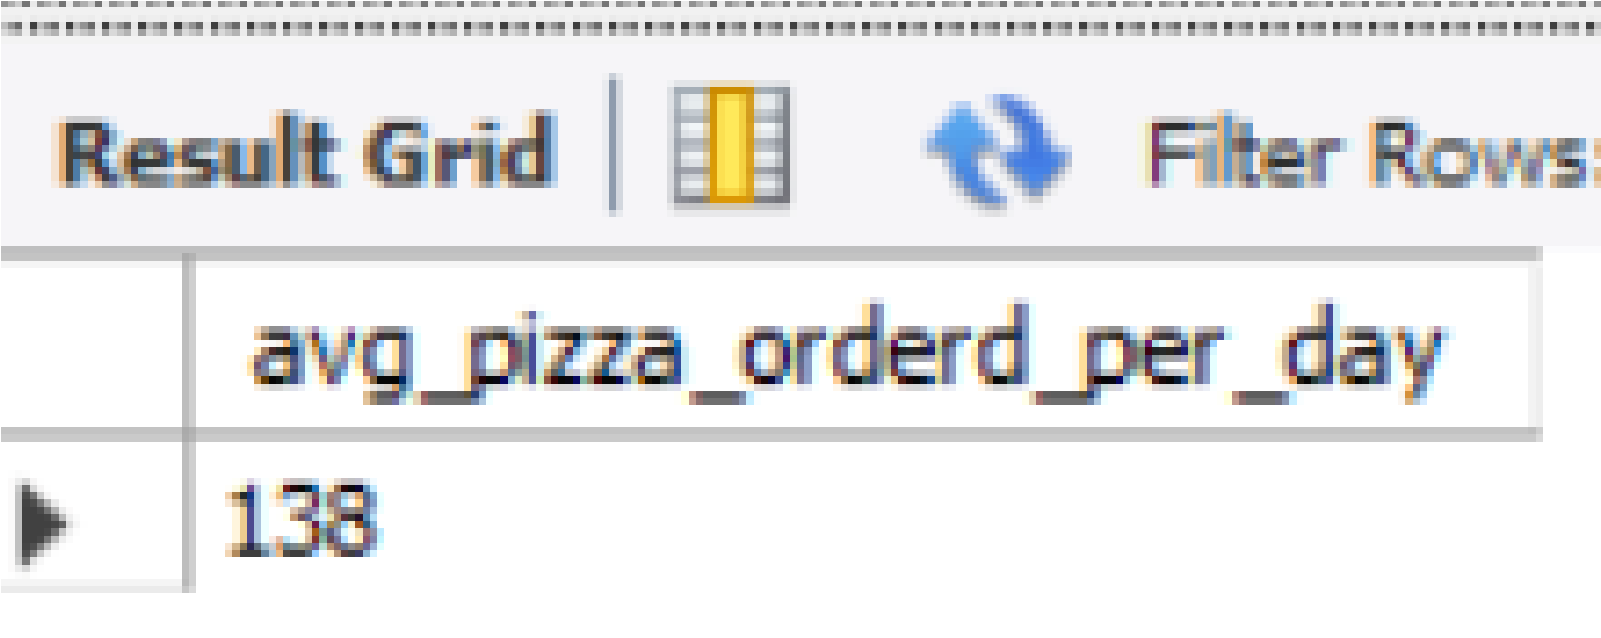 Result Grid Filter Rows:
avg_pizza_orderd_per_day
138